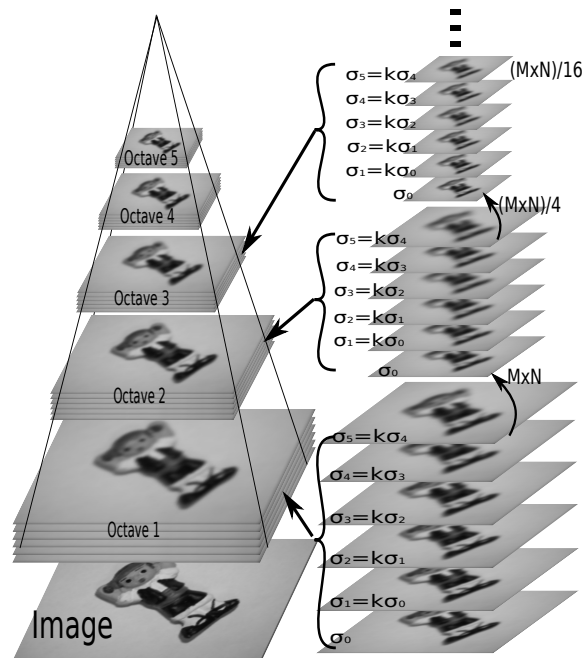 Octave 5
Octave 4
Octave 3
Octave 2
Octave 1
Image
σ₅=kσ₄
(MxN)/16
σ₄=kσ₃
σ₃=kσ₂
σ₂=kσ₁
σ₁=kσ₀
σ₀
(MxN)/4
σ₅=kσ₄
σ₄=kσ₃
σ₃=kσ₂
σ₂=kσ₁
σ₁=kσ₀
σ₀
MxN
σ₅=kσ₄
σ₄=kσ₃
σ₃=kσ₂
σ₂=kσ₁
σ₁=kσ₀
σ₀